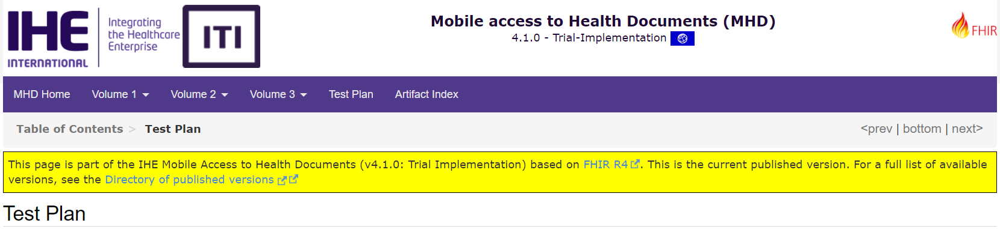 IHE
INTERNATIONAL
Integrating
the Healthcare
Enterprise
ITI
Mobile access to Health Documents (MHD)
4.1.0 - Trial-Implementation
FHIR
MHD Home Volume 1 Volume 2 Volume 3 Test Plan Artifact Index
Table of Contents > Test Plan
<prev | bottom | next>
This page is part of the IHE Mobile Access to Health Documents (v4.1.0: Trial Implementation) based on FHIR R4. This is the current published version. For a full list of available
versions, see the Directory of published versions
Test Plan